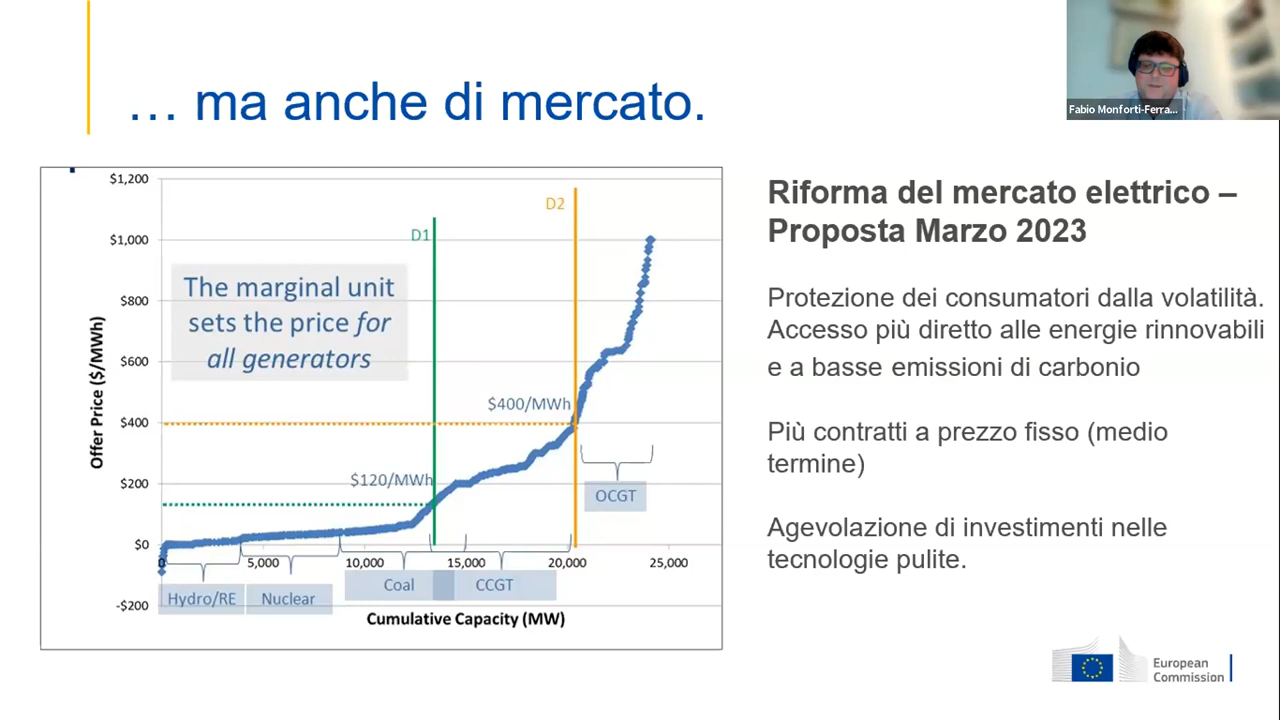 … ma anche di mercato.
Fabio Monforti-Ferra...
$1,200
$1,000
$800
$600
$400
$200
$0
-$200
Offer Price ($/MWh)
D1
D2
The marginal unit
sets the price for
all generators
$400/MWh
$120/MWh
OCGT
0
5,000
10,000
15,000
20,000
25,000
Hydro/RE
Nuclear
Coal
CCGT
Cumulative Capacity (MW)
Riforma del mercato elettrico –
Proposta Marzo 2023
Protezione dei consumatori dalla volatilità.
Accesso più diretto alle energie rinnovabili
e a basse emissioni di carbonio
Più contratti a prezzo fisso (medio
termine)
Agevolazione di investimenti nelle
tecnologie pulite.
European
Commission